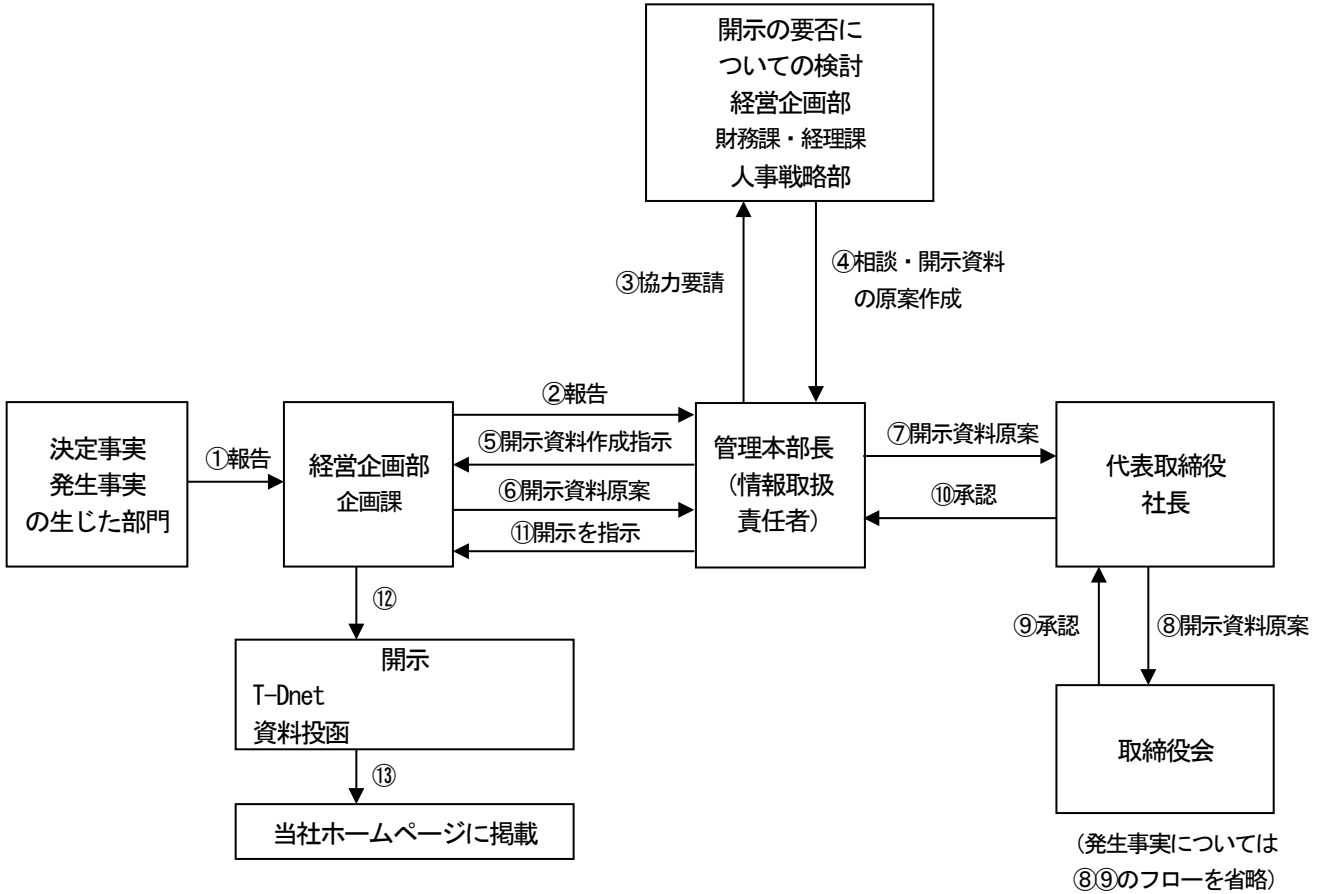 開示の要否に
ついての検討
経営企画部
財務課・経理課
人事戦略部
③協力要請
④相談・開示資料
の原案作成
決定事実
発生事実
の生じた部門
①報告
経営企画部
企画課
②報告
⑤開示資料作成指示
⑥開示資料原案
⑪開示を指示
管理本部長
（情報取扱
責任者）
⑦開示資料原案
⑩承認
代表取締役
社長
⑫
⑨承認
⑧開示資料原案
開示
T-Dnet
資料投函
取締役会
⑬
当社ホームページに掲載
（発生事実については
⑧⑨のフローを省略）